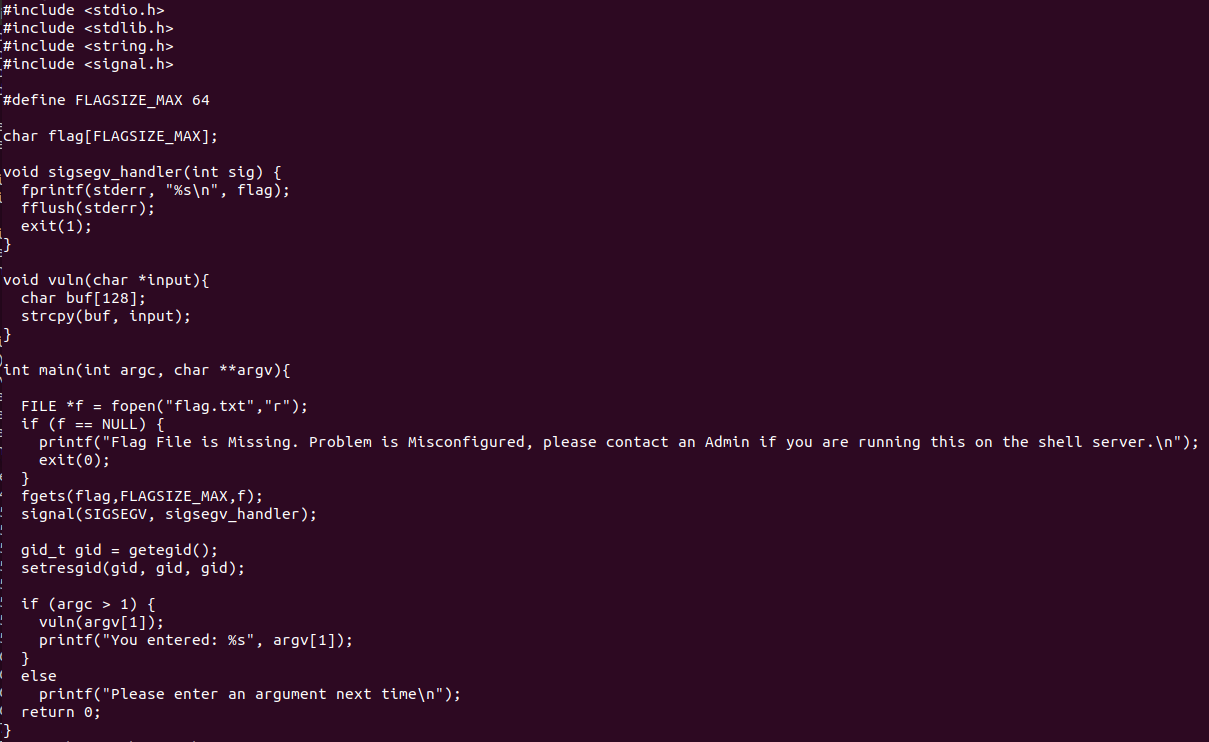 #include <stdio.h>
#include <stdlib.h>
#include <string.h>
#include <signal.h>

#define FLAGSIZE_MAX 64

char flag[FLAGSIZE_MAX];

void sigsegv_handler(int sig) {
  fprintf(stderr, "%s\n", flag);
  fflush(stderr);
  exit(1);
}

void vuln(char *input){
  char buf[128];
  strcpy(buf, input);
}

int main(int argc, char **argv){

  FILE *f = fopen("flag.txt","r");
  if (f == NULL) {
    printf("Flag File is Missing. Problem is Misconfigured, please contact an Admin if you are running this on the shell server.\n");
    exit(0);
  }
  fgets(flag,FLAGSIZE_MAX,f);
  signal(SIGSEGV, sigsegv_handler);

  gid_t gid = getegid();
  setresgid(gid, gid, gid);

  if (argc > 1) {
    vuln(argv[1]);
    printf("You entered: %s", argv[1]);
  }
  else
    printf("Please enter an argument next time\n");
  return 0;
}